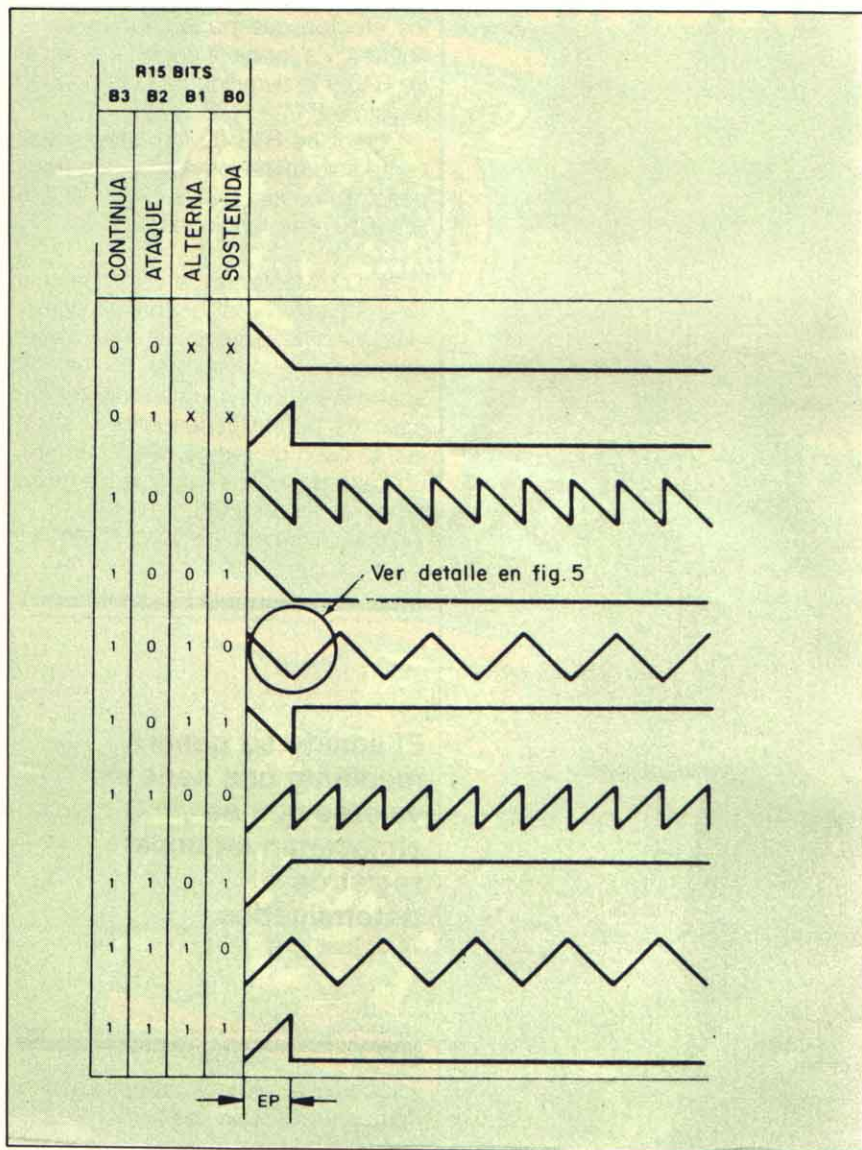 R15 BITS
B3 B2 B1 B0
CONTINUA ATAQUE ALTERNA SOSTENIDA
0 0 X X
0 1 X X
1 0 0 0
1 0 0 1
Ver detalle en fig. 5
1 0 1 0
1 0 1 1
1 1 0 0
1 1 0 1
1 1 1 0
1 1 1 1
EP